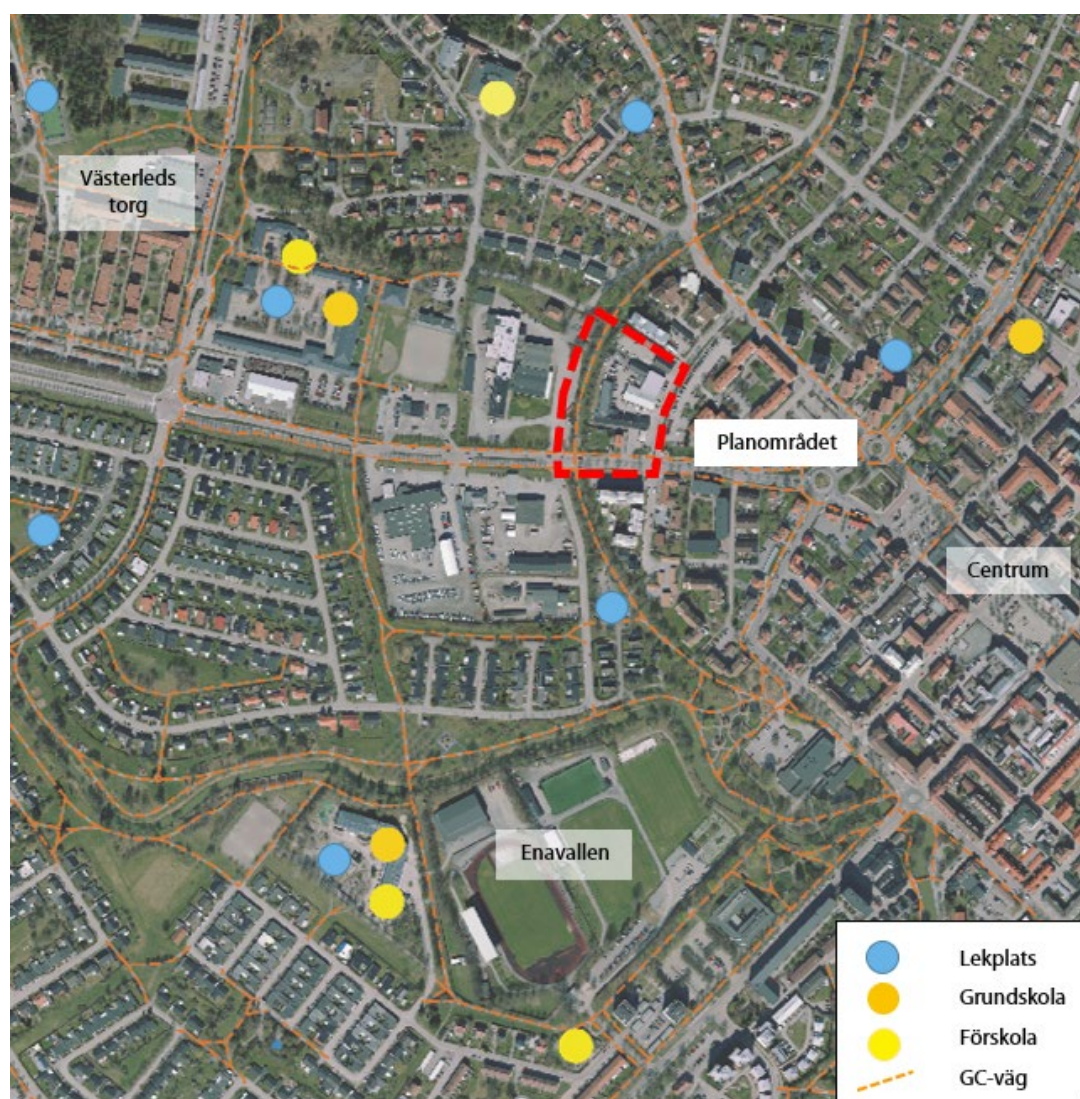 Västerleds
torg
Planområdet
Centrum
Enavallen
Lekplats
Grundskola
Förskola
GC-väg